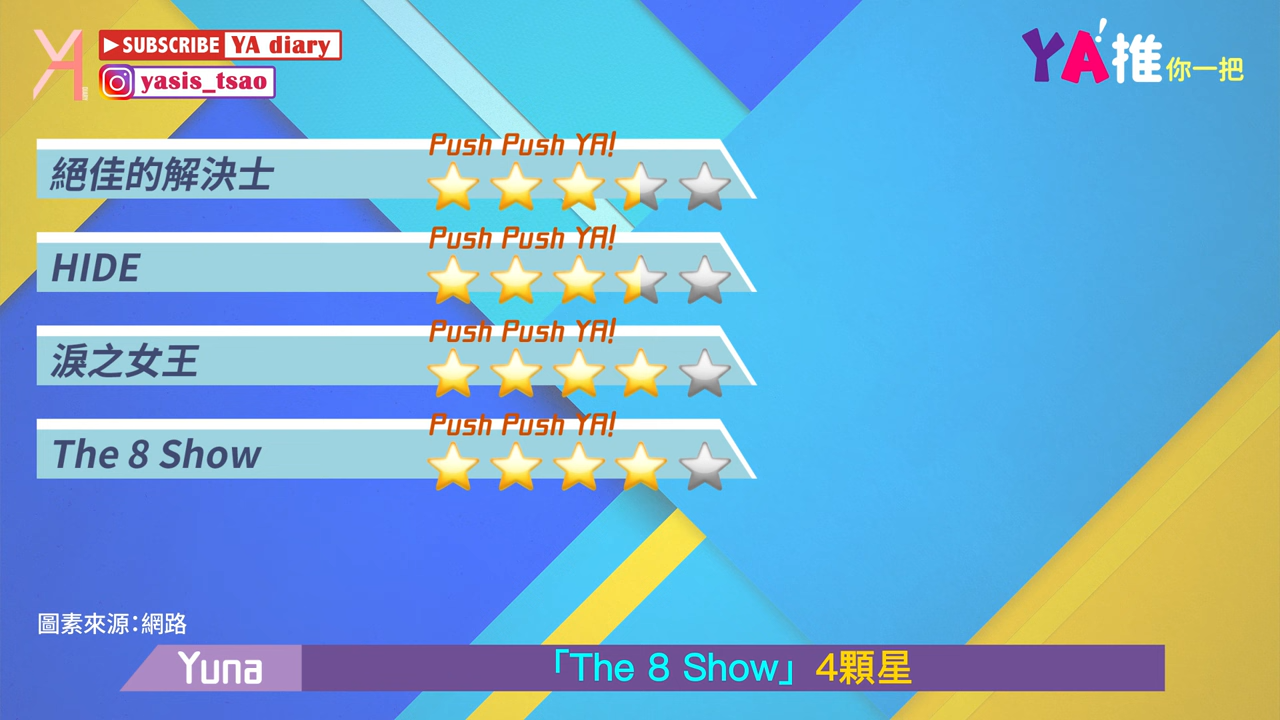 YA
SUBSCRIBE YA diary
yasis_tsao
YA!推你一把
Push Push YA!
絕佳的解決士
Push Push YA!
HIDE
Push Push YA!
淚之女王
Push Push YA!
The 8 Show
圖素來源:網路
Yuna
「The 8 Show」4顆星